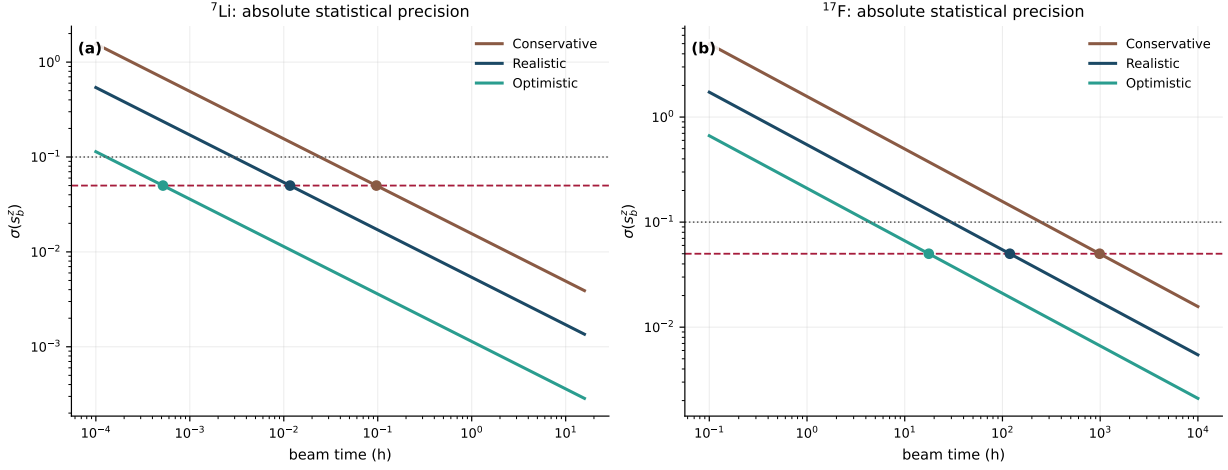 ⁷Li: absolute statistical precision
(a)
Conservative
Realistic
Optimistic
10⁰
10⁻¹
10⁻²
10⁻³
σ(s_b^z)
10⁻⁴ 10⁻³ 10⁻² 10⁻¹ 10⁰ 10¹
beam time (h)
¹⁷F: absolute statistical precision
(b)
Conservative
Realistic
Optimistic
10⁰
10⁻¹
10⁻²
σ(s_b^z)
10⁻¹ 10⁰ 10¹ 10² 10³ 10⁴
beam time (h)